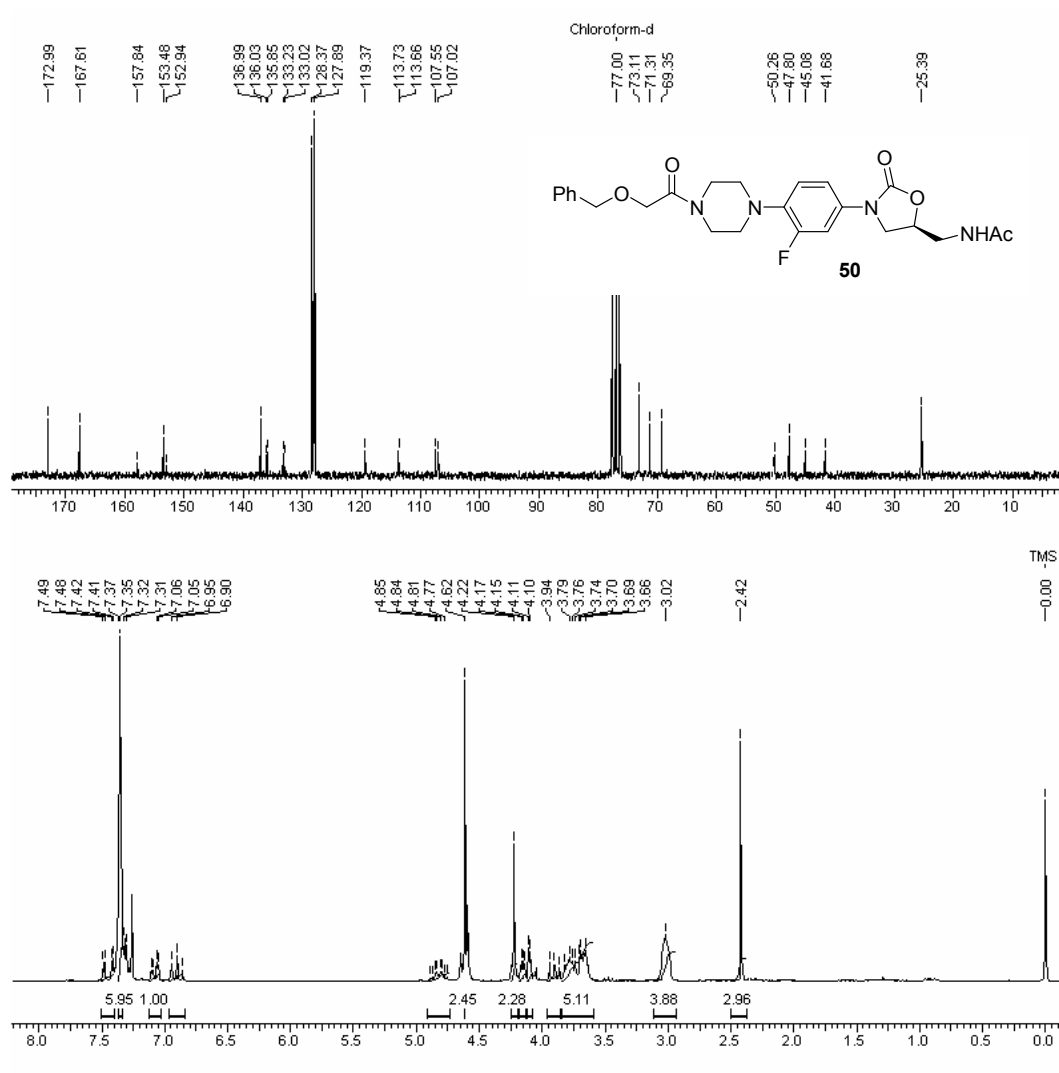 Chloroform-d
172.99 167.61 157.84 153.48 152.94 136.99 136.03 135.85 133.23 133.02 128.37 127.89 119.37 113.73 113.66 107.55 107.02 77.00 73.11 71.31 69.35 50.26 47.80 45.08 41.68 25.39
O
O
Ph O N N N O
F NHAc
50
170 160 150 140 130 120 110 100 90 80 70 60 50 40 30 20 10
TMS
7.49 7.48 7.42 7.41 7.37 7.35 7.32 7.31 7.06 7.05 6.95 6.90 4.85 4.84 4.81 4.77 4.62 4.22 4.17 4.15 4.11 4.10 3.94 3.79 3.76 3.74 3.70 3.69 3.66 3.02 2.42 0.00
5.95 1.00 2.45 2.28 5.11 3.88 2.96
8.0 7.5 7.0 6.5 6.0 5.5 5.0 4.5 4.0 3.5 3.0 2.5 2.0 1.5 1.0 0.5 0.0